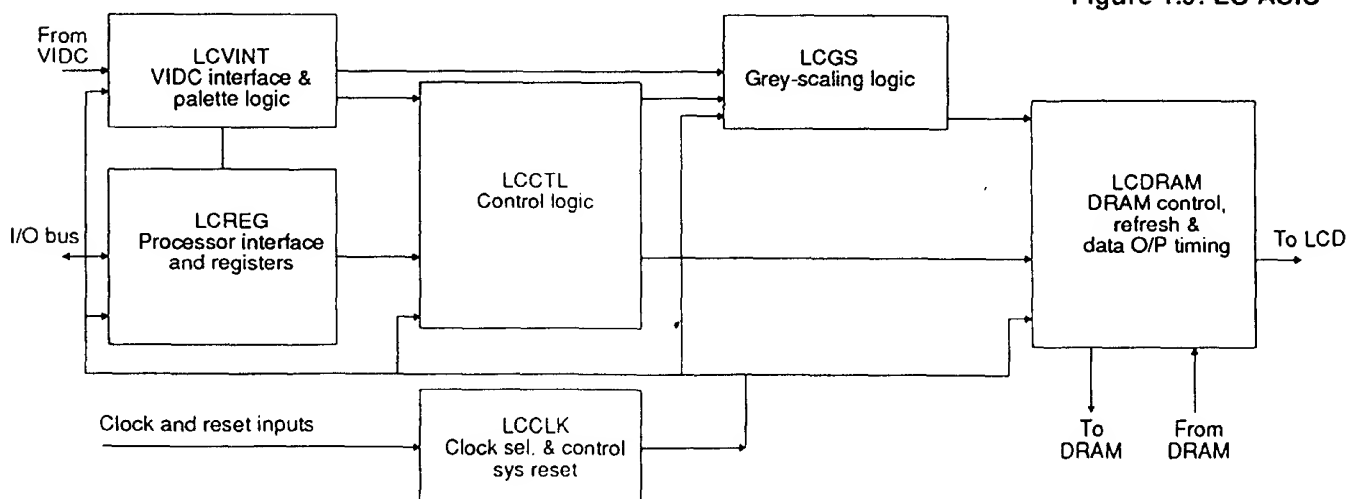 Figure 1.9: LC ASIC
From
VIDC
LCVINT
VIDC interface &
palette logic
LCGS
Grey-scaling logic
LCREG
Processor interface
and registers
I/O bus
LCCTL
Control logic
LCDRAM
DRAM control,
refresh &
data O/P timing
To LCD
Clock and reset inputs
LCCLK
Clock sel. & control
sys reset
To
DRAM
From
DRAM